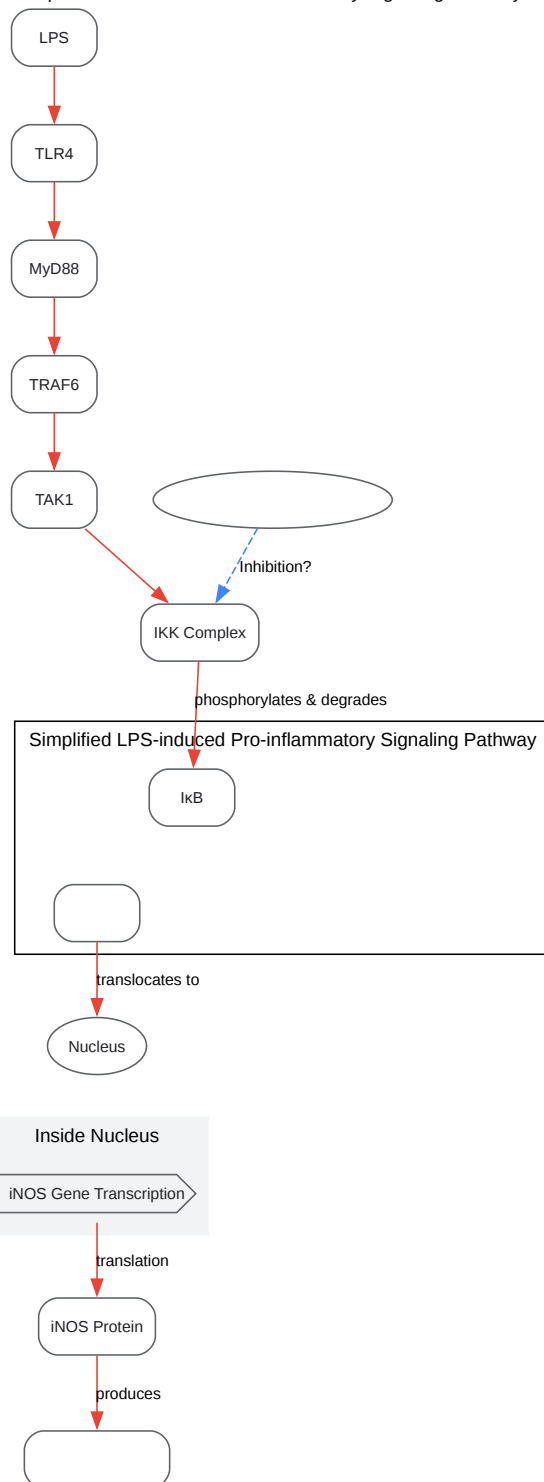 LPS
TLR4
MyD88
TRAF6
TAK1
Inhibition?
IKK Complex
phosphorylates & degrades
Simplified LPS-induced Pro-inflammatory Signaling Pathway
IκB
translocates to
Nucleus
Inside Nucleus
iNOS Gene Transcription
translation
iNOS Protein
produces